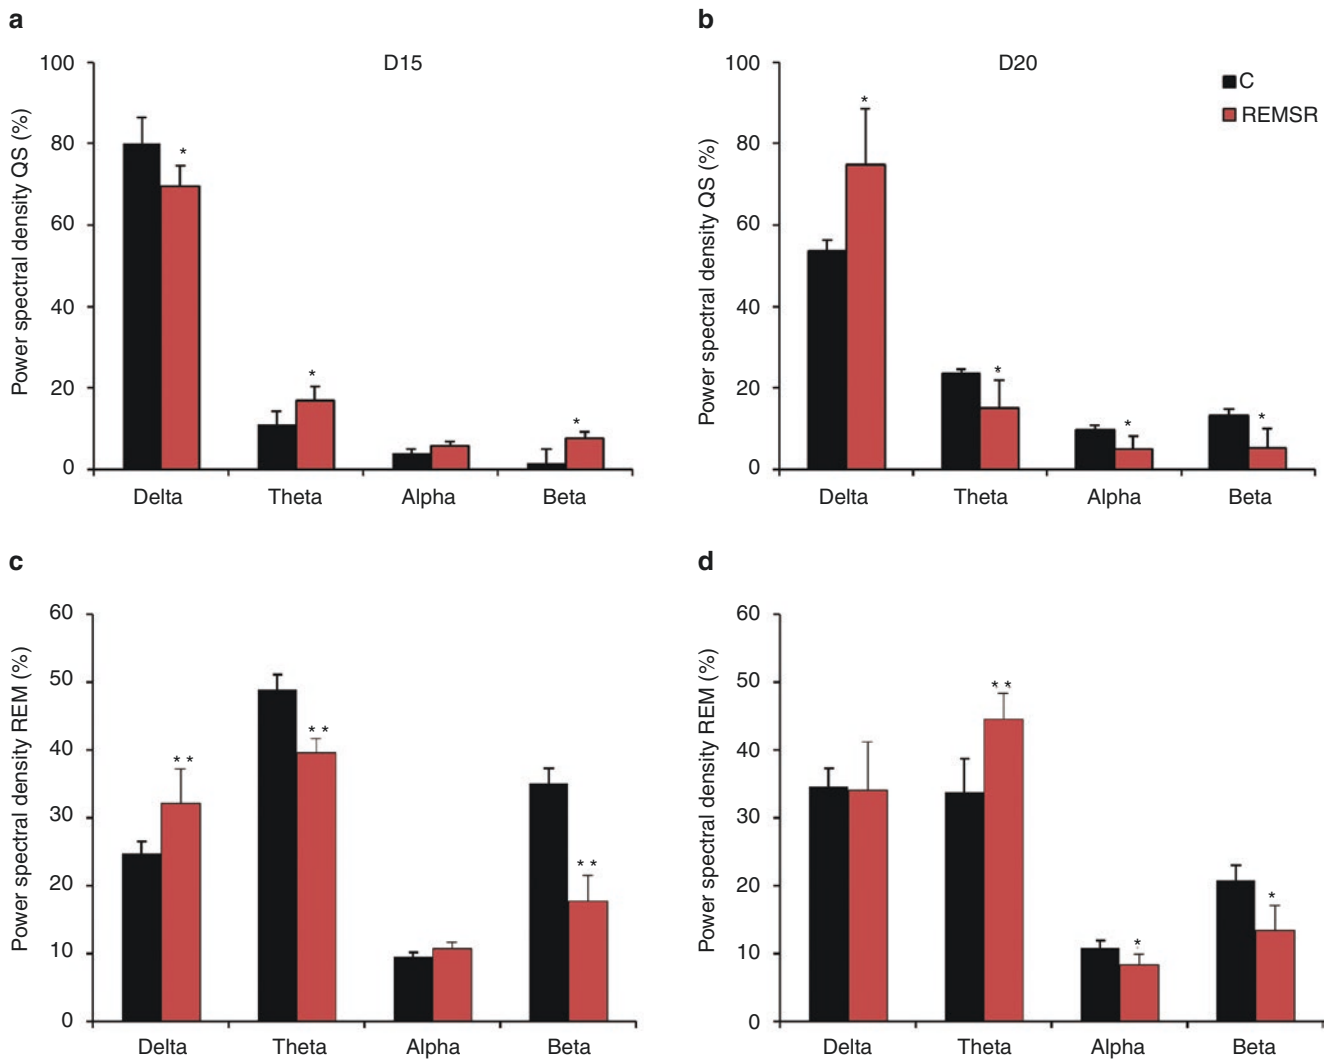 a
D15
Power spectral density QS (%)
100
80
60
40
20
0
*
*
*
Delta Theta Alpha Beta
b
D20
C
REMSR
Power spectral density QS (%)
100
80
60
40
20
0
*
*
*
*
Delta Theta Alpha Beta
c
Power spectral density REM (%)
60
50
40
30
20
10
0
**
**
**
Delta Theta Alpha Beta
d
Power spectral density REM (%)
60
50
40
30
20
10
0
**
*
*
Delta Theta Alpha Beta